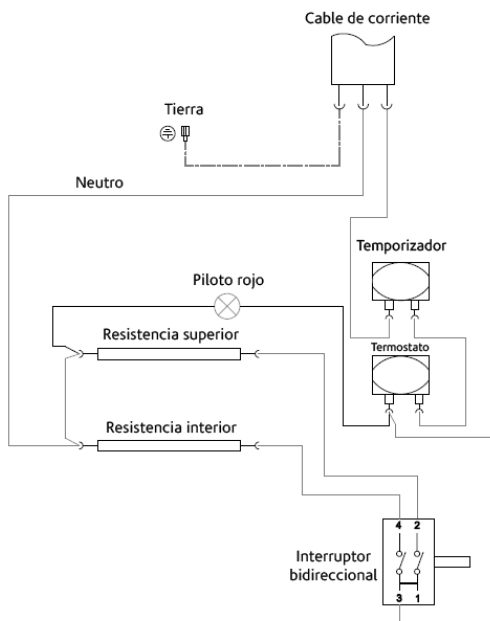 Cable de corriente
Tierra
Neutro
Temporizador
Piloto rojo
Resistencia superior
Termostato
Resistencia interior
4 2
Interruptor
bidireccional
3 1